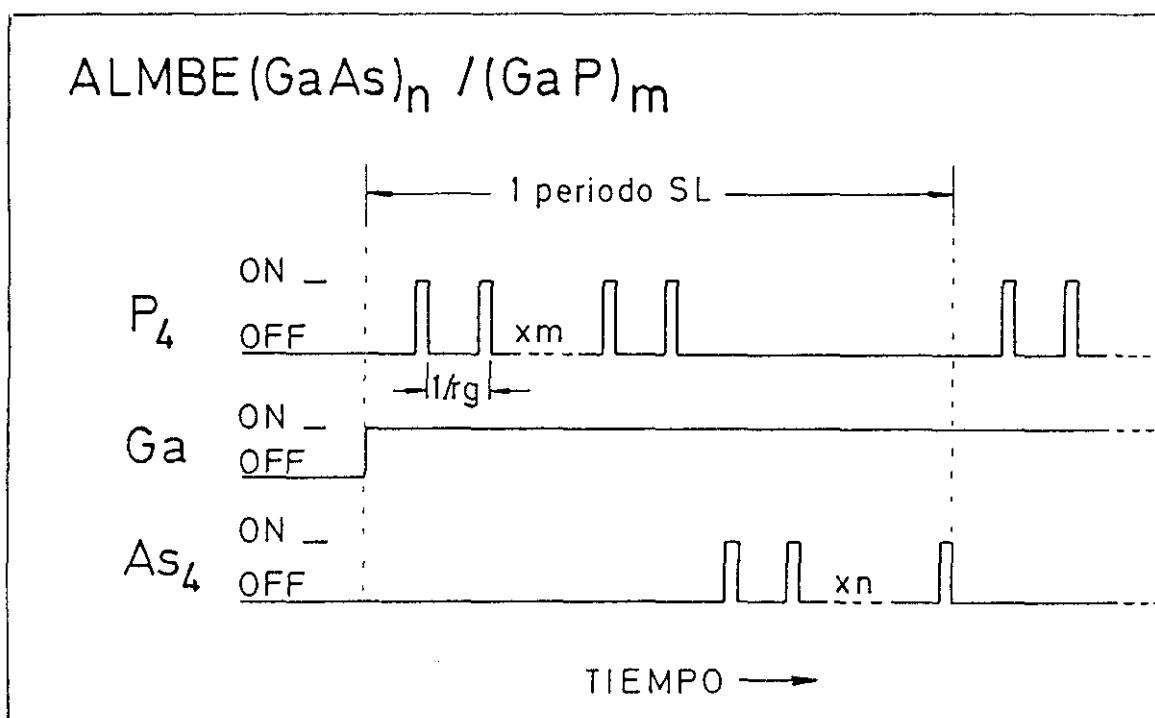 ALMBE(GaAs)n /(GaP)m
1 periodo SL
ON
P4
OFF
xm
1/rg
ON
Ga
OFF
ON
As4
OFF
xn
TIEMPO